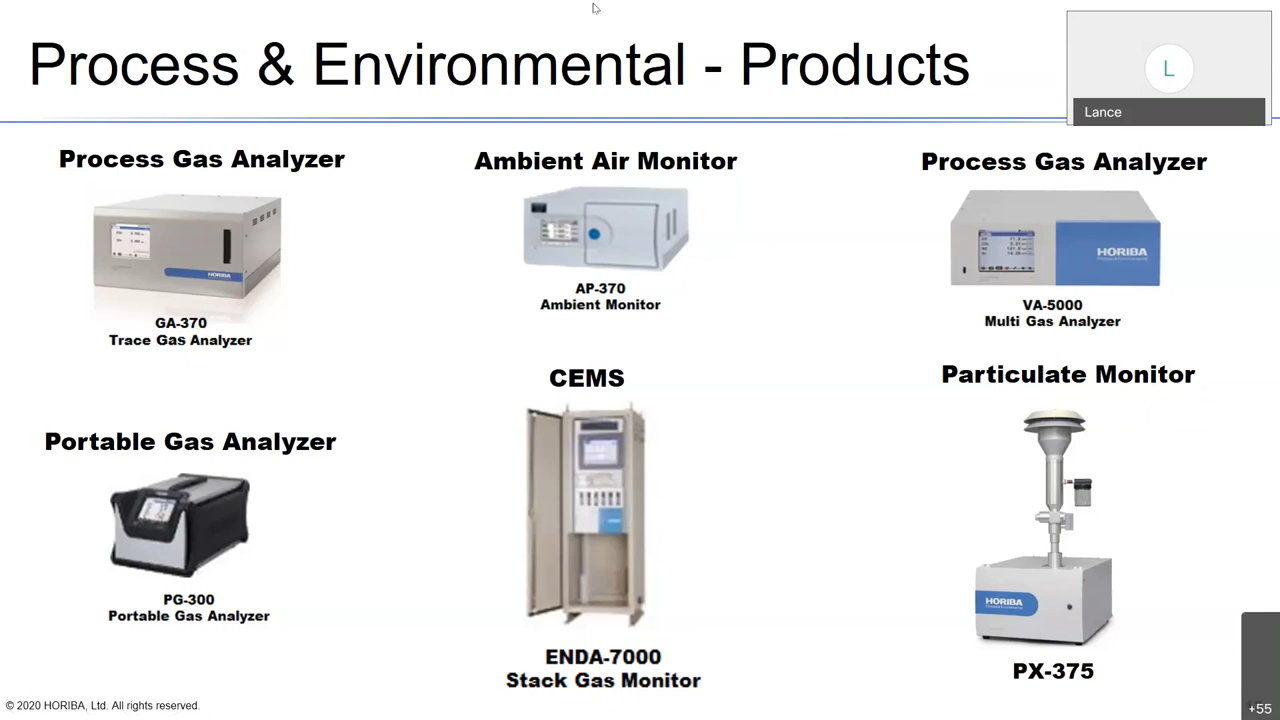 Process & Environmental - Products
L
Lance
Process Gas Analyzer
HORIBA
GA-370
Trace Gas Analyzer
Ambient Air Monitor
AP-370
Ambient Monitor
Process Gas Analyzer
HORIBA
VA-5000
Multi Gas Analyzer
Portable Gas Analyzer
PG-300
Portable Gas Analyzer
CEMS
ENDA-7000
Stack Gas Monitor
Particulate Monitor
HORIBA
PX-375
© 2020 HORIBA, Ltd. All rights reserved.
+55